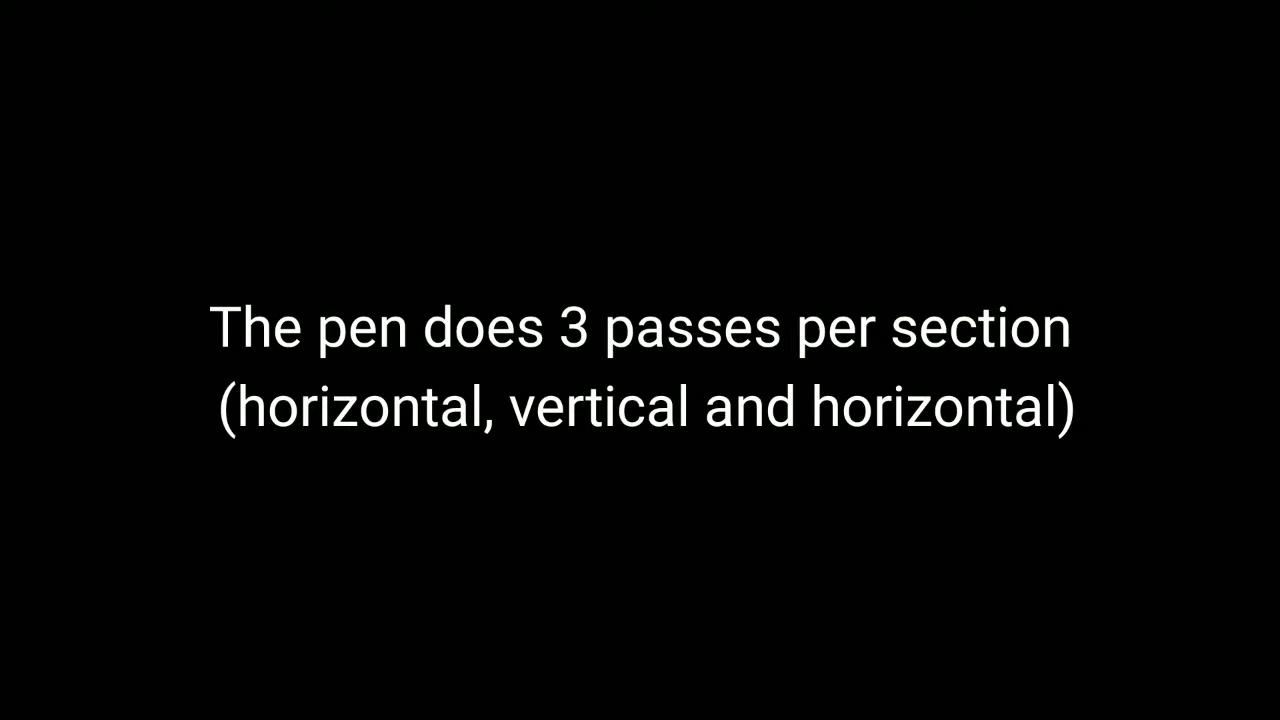 The pen does 3 passes per section
(horizontal, vertical and horizontal)